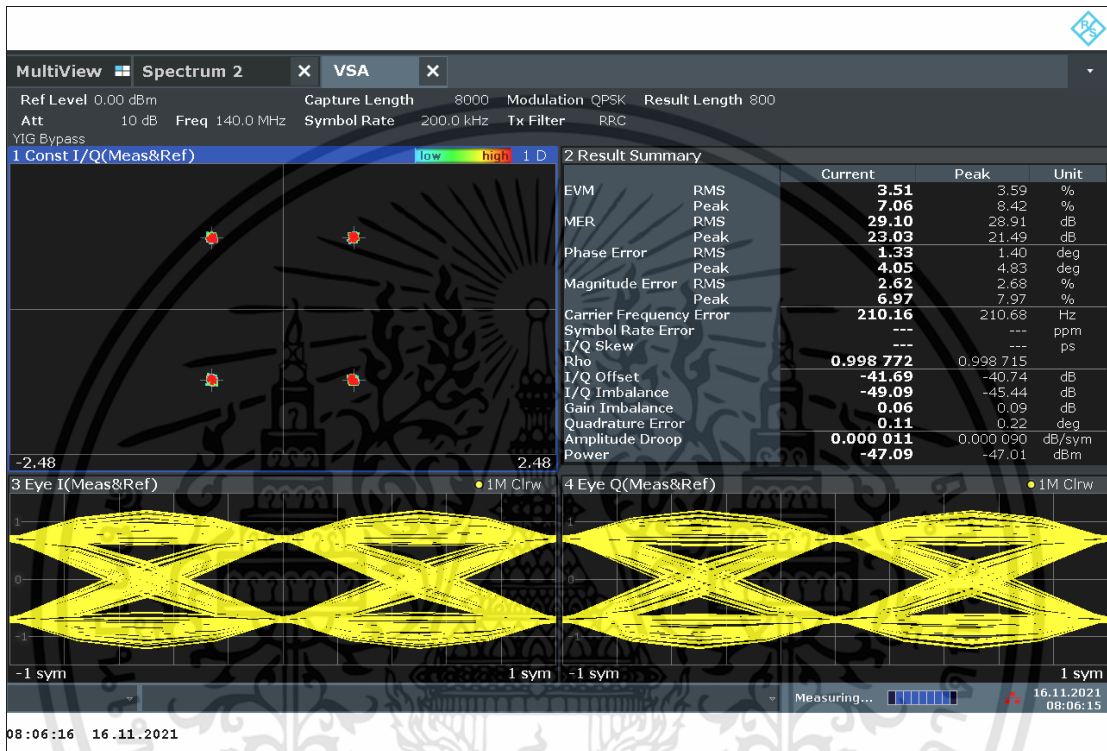 MultiView Spectrum 2 X VSA X
Ref Level 0.00 dBm Capture Length 8000 Modulation QPSK Result Length 800
Att 10 dB Freq 140.0 MHz Symbol Rate 200.0 kHz Tx Filter RRC
YIG Bypass
1 Const I/Q(Meas&Ref) low high 1 D
-2.48 2.48
2 Result Summary
Current Peak Unit
EVM RMS 3.51 3.59 %
Peak 7.06 8.42 %
MER RMS 29.10 28.91 dB
Peak 23.03 21.49 dB
Phase Error RMS 1.33 1.40 deg
Peak 4.05 4.83 deg
Magnitude Error RMS 2.62 2.68 %
Peak 6.97 7.97 %
Carrier Frequency Error 210.16 210.68 Hz
Symbol Rate Error --- --- ppm
I/Q Skew --- --- ps
Rho 0.998 772 0.998 715
I/Q Offset -41.69 -40.74 dB
I/Q Imbalance -49.09 -45.44 dB
Gain Imbalance 0.06 0.09 dB
Quadrature Error 0.11 0.22 deg
Amplitude Droop 0.000 011 0.000 090 dB/sym
Power -47.09 -47.01 dBm
3 Eye I(Meas&Ref) 1M Clrw
1
0
-1
-1 sym 1 sym
4 Eye Q(Meas&Ref) 1M Clrw
1
0
-1
-1 sym 1 sym
Measuring... 16.11.2021
08:06:15
08:06:16 16.11.2021